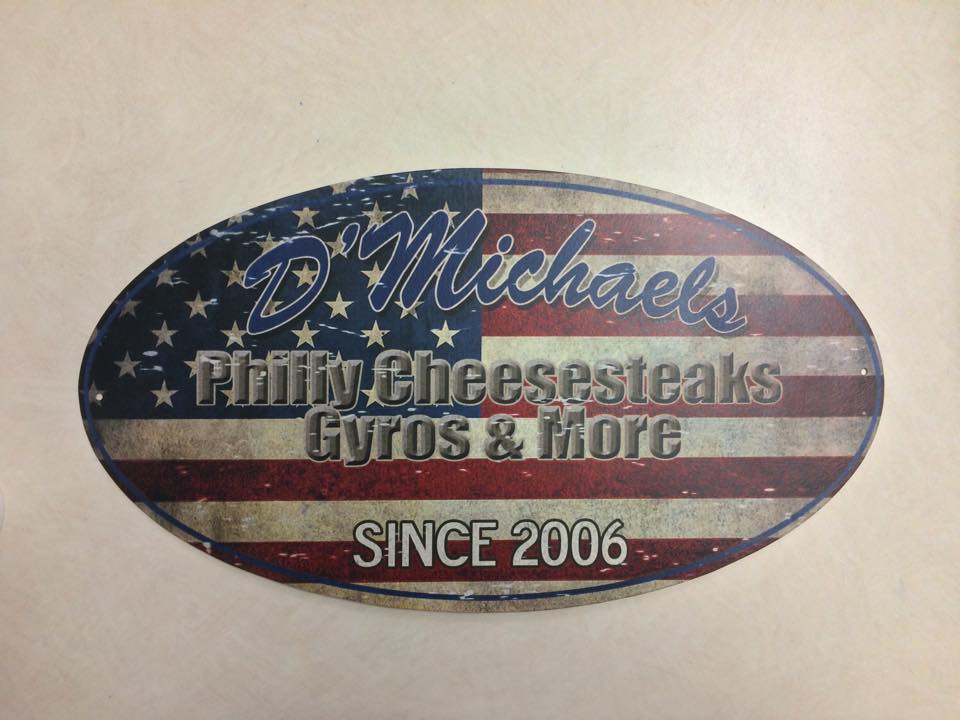 D'Michaels
Philly Cheesesteaks
Gyros & More
SINCE 2006